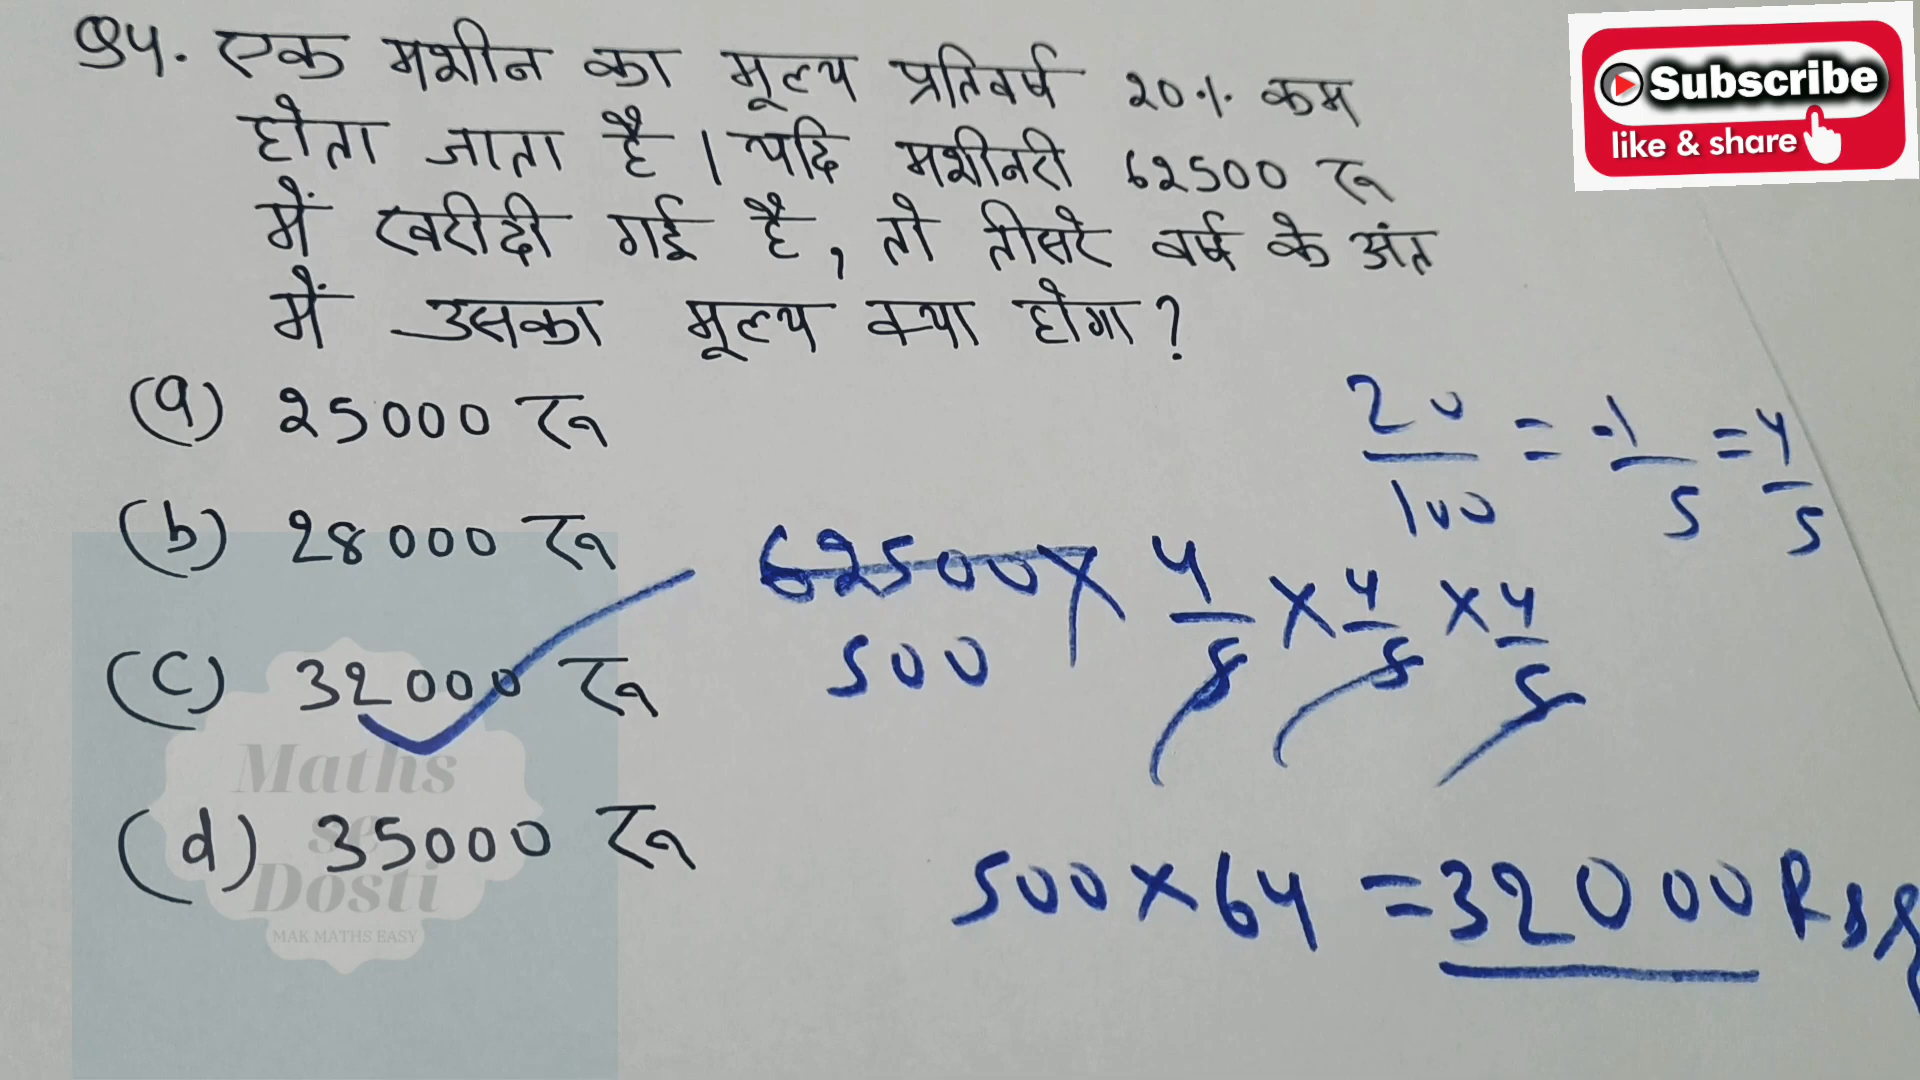 Q4. एक मशीन का मूल्य प्रतिवर्ष 20% कम
होता जाता है। यदि मशीनरी 62500 रू
में खरीदी गई है, तो तीसरे वर्ष के अंत
में उसका मूल्य क्या होगा?
(a) 25000 रू
(b) 28000 रू
(c) 32000 रू
(d) 35000 रू
20/100 = -1/5 = 4/5
62500 × 4/5 × 4/5 × 4/5
500
500 × 64 = 32000 Rs
Subscribe
like & share
Maths
se
Dosti
MAK MATHS EASY